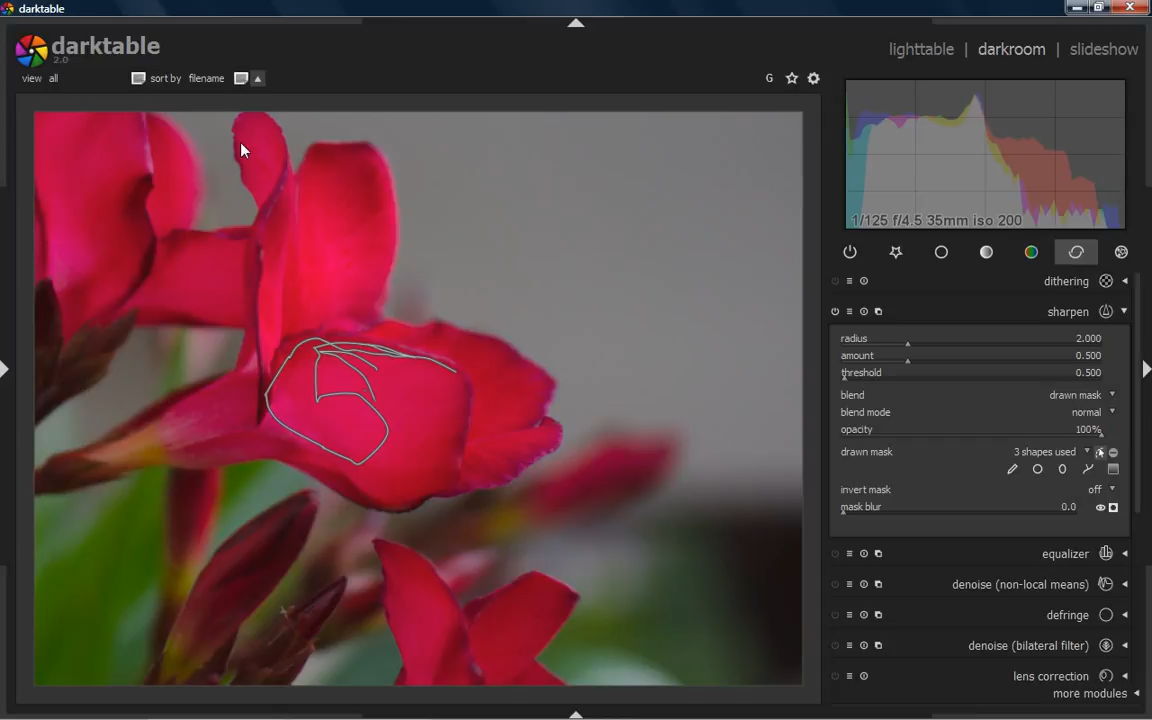 darktable
darktable
2.0
lighttable | darkroom | slideshow
view all sort by filename
G
1/125 f/4.5 35mm iso 200
dithering
sharpen
radius 2.000
amount 0.500
threshold 0.500
blend drawn mask
blend mode normal
opacity 100%
drawn mask 3 shapes used
invert mask off
mask blur 0.0
equalizer
denoise (non-local means)
defringe
denoise (bilateral filter)
lens correction
more modules